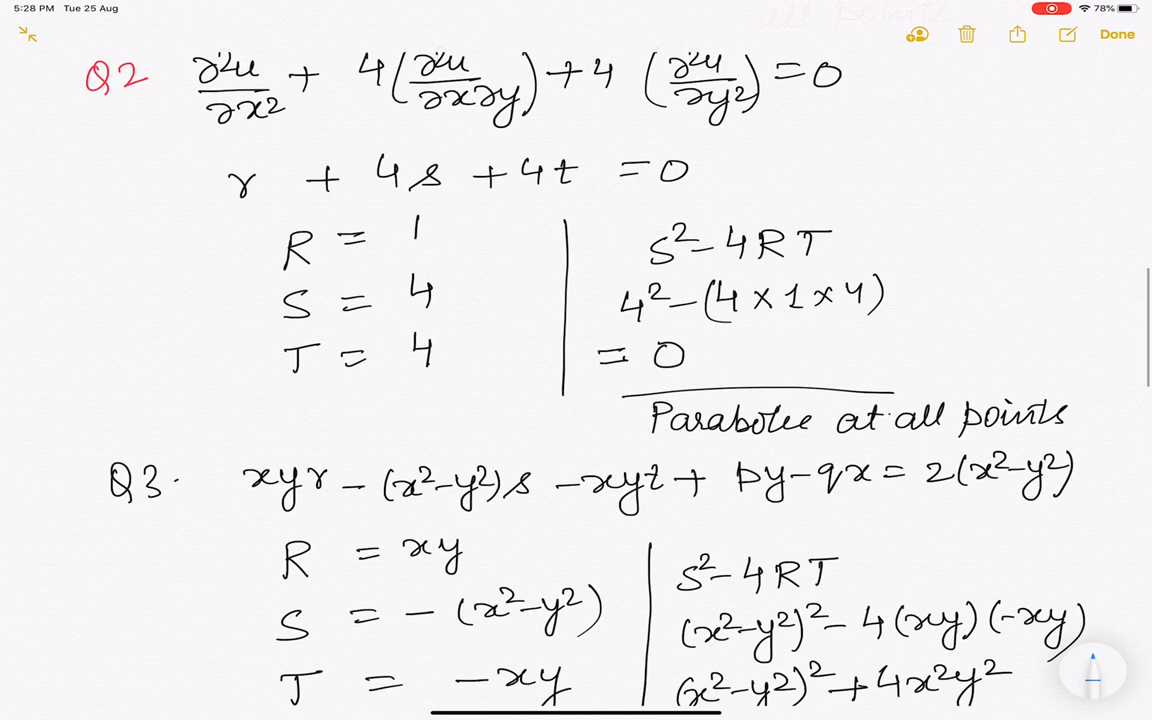 5:28 PM Tue 25 Aug 78%
all points
Done
Q2 ∂²u/∂x² + 4(∂²u/∂x∂y) + 4(∂²u/∂y²) = 0
r + 4s + 4t = 0
R = 1
S = 4
T = 4
S² - 4RT
4² - (4 × 1 × 4)
= 0
Parabolic at all points
Q3. xyr - (x²-y²)s - xyt + py - qx = 2(x²-y²)
R = xy
S = - (x²-y²)
T = - xy
S² - 4RT
(x²-y²)² - 4(xy)(-xy)
(x²-y²)² + 4x²y²